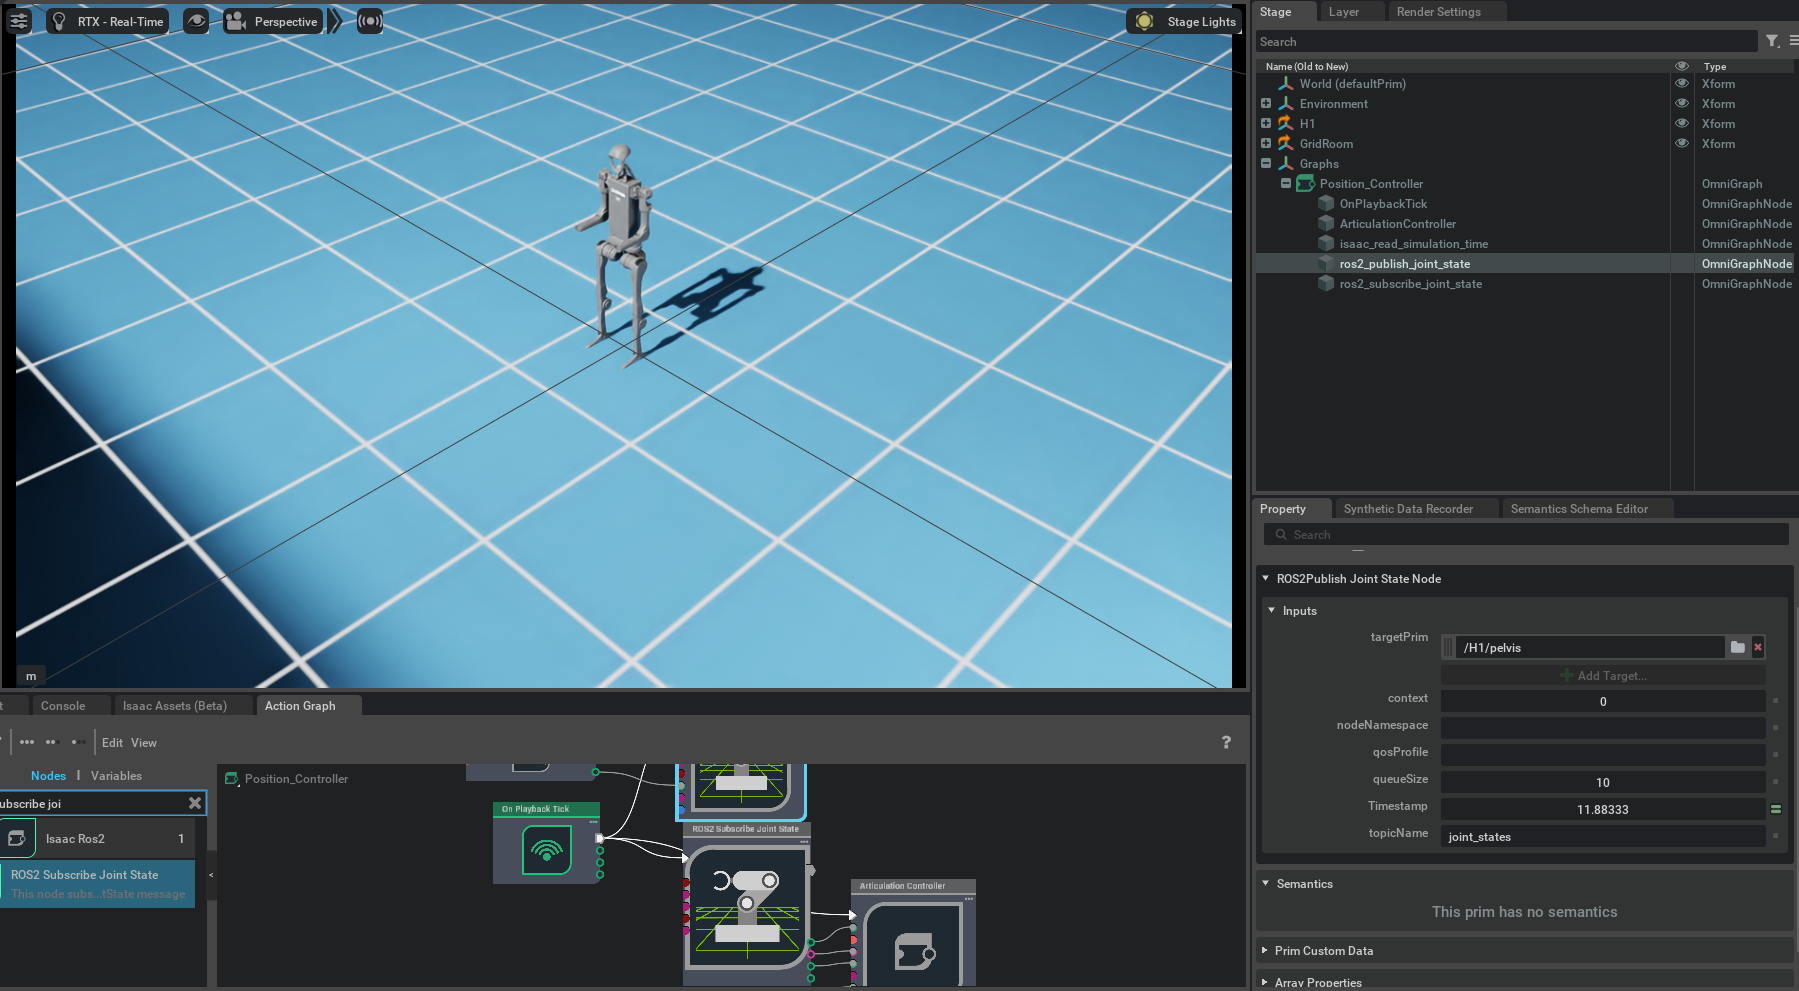 RTX - Real-Time
Perspective
Stage Lights
m
Stage
Layer
Render Settings
Search
Name (Old to New)
Type
World (defaultPrim)
Xform
Environment
Xform
H1
Xform
GridRoom
Xform
Graphs
Position_Controller
OmniGraph
OnPlaybackTick
OmniGraphNode
ArticulationController
OmniGraphNode
isaac_read_simulation_time
OmniGraphNode
ros2_publish_joint_state
OmniGraphNode
ros2_subscribe_joint_state
OmniGraphNode
Property
Synthetic Data Recorder
Semantics Schema Editor
Search
ROS2Publish Joint State Node
Inputs
targetPrim
/H1/pelvis
Add Target...
context
0
nodeNamespace
qosProfile
queueSize
10
Timestamp
11.88333
topicName
joint_states
Semantics
This prim has no semantics
Prim Custom Data
Array Properties
t
Console
Isaac Assets (Beta)
Action Graph
Edit View
?
Nodes | Variables
ubscribe joi
Isaac Ros2
1
ROS2 Subscribe Joint State
This node subs...tState message
<
Position_Controller
On Playback Tick
ROS2 Subscribe Joint State
Articulation Controller